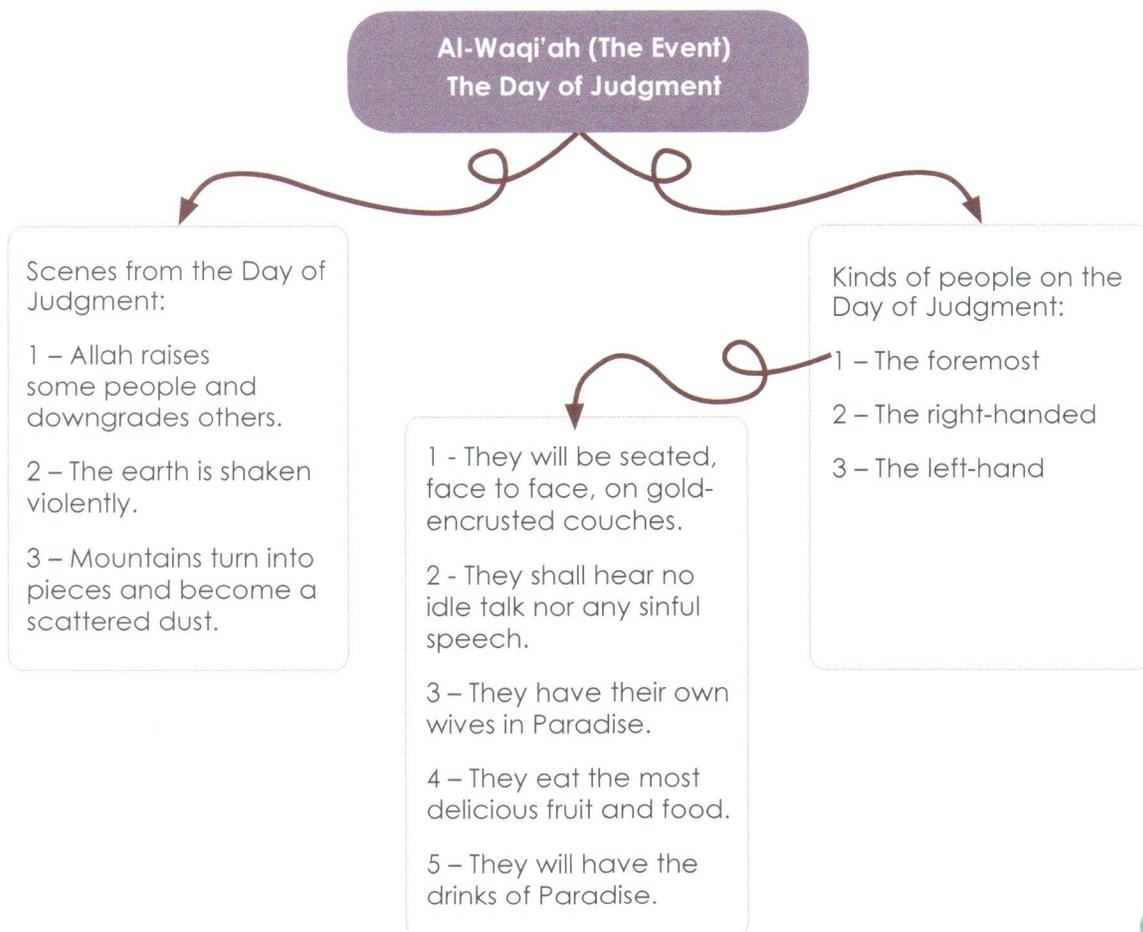 Al-Waqi'ah (The Event)
The Day of Judgment
Scenes from the Day of
Judgment:
1 – Allah raises
some people and
downgrades others.
2 – The earth is shaken
violently.
3 – Mountains turn into
pieces and become a
scattered dust.
Kinds of people on the
Day of Judgment:
1 – The foremost
2 – The right-handed
3 – The left-hand
1 - They will be seated,
face to face, on gold-
encrusted couches.
2 - They shall hear no
idle talk nor any sinful
speech.
3 – They have their own
wives in Paradise.
4 – They eat the most
delicious fruit and food.
5 – They will have the
drinks of Paradise.